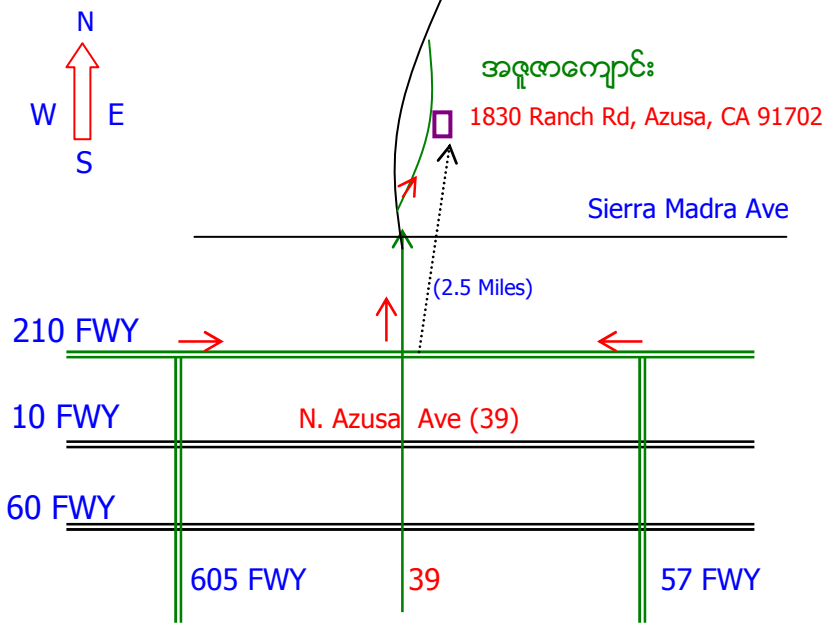 N
W E
S
အဇူဇာကျောင်း
1830 Ranch Rd, Azusa, CA 91702
Sierra Madra Ave
(2.5 Miles)
210 FWY
10 FWY
N. Azusa Ave (39)
60 FWY
605 FWY
39
57 FWY